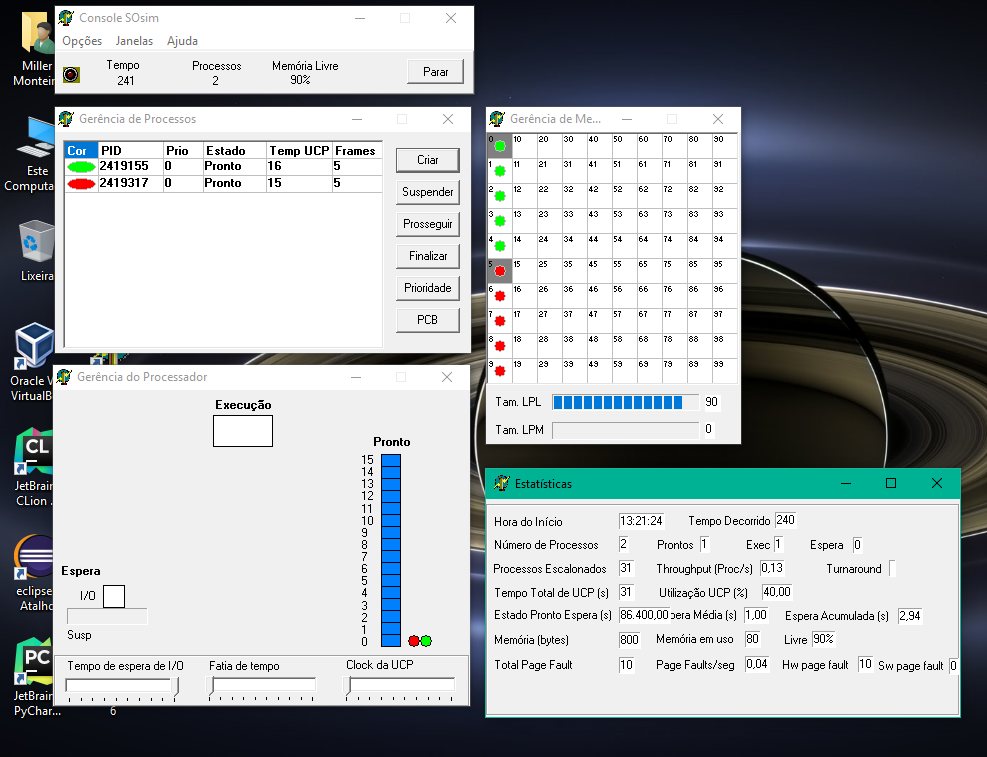 Console SOsim
Opções Janelas Ajuda
Tempo Processos Memória Livre
241 2 90%
Parar
Miller
Monteir
Este
Computa
Lixeira
Oracle
VirtualB
JetBrain
CLion ...
eclipse
Atalho
JetBrain
PyChar...
6
Gerência de Processos
Cor PID Prio Estado Temp UCP Frames
2419155 0 Pronto 16 5
2419317 0 Pronto 15 5
Criar
Suspender
Prosseguir
Finalizar
Prioridade
PCB
Gerência de Me...
0 10 20 30 40 50 60 70 80 90
1 11 21 31 41 51 61 71 81 91
2 12 22 32 42 52 62 72 82 92
3 13 23 33 43 53 63 73 83 93
4 14 24 34 44 54 64 74 84 94
5 15 25 35 45 55 65 75 85 95
6 16 26 36 46 56 66 76 86 96
7 17 27 37 47 57 67 77 87 97
8 18 28 38 48 58 68 78 88 98
9 19 29 39 49 59 69 79 89 99
Tam. LPL 90
Tam. LPM 0
Gerência do Processador
Execução
Pronto
15
14
13
12
11
10
9
8
7
6
5
4
3
2
1
0
Espera
I/O
Susp
Tempo de espera de I/O Fatia de tempo Clock da UCP
Estatísticas
Hora do Início 13:21:24 Tempo Decorrido 240
Número de Processos 2 Prontos 1 Exec 1 Espera 0
Processos Escalonados 31 Throughput (Proc/s) 0,13 Turnaround
Tempo Total de UCP (s) 31 Utilização UCP (%) 40,00
Estado Pronto Espera (s) 86.400,00 pera Média (s) 1,00 Espera Acumulada (s) 2,94
Memória (bytes) 800 Memória em uso 80 Livre 90%
Total Page Fault 10 Page Faults/seg 0,04 Hw page fault 10 Sw page fault 0